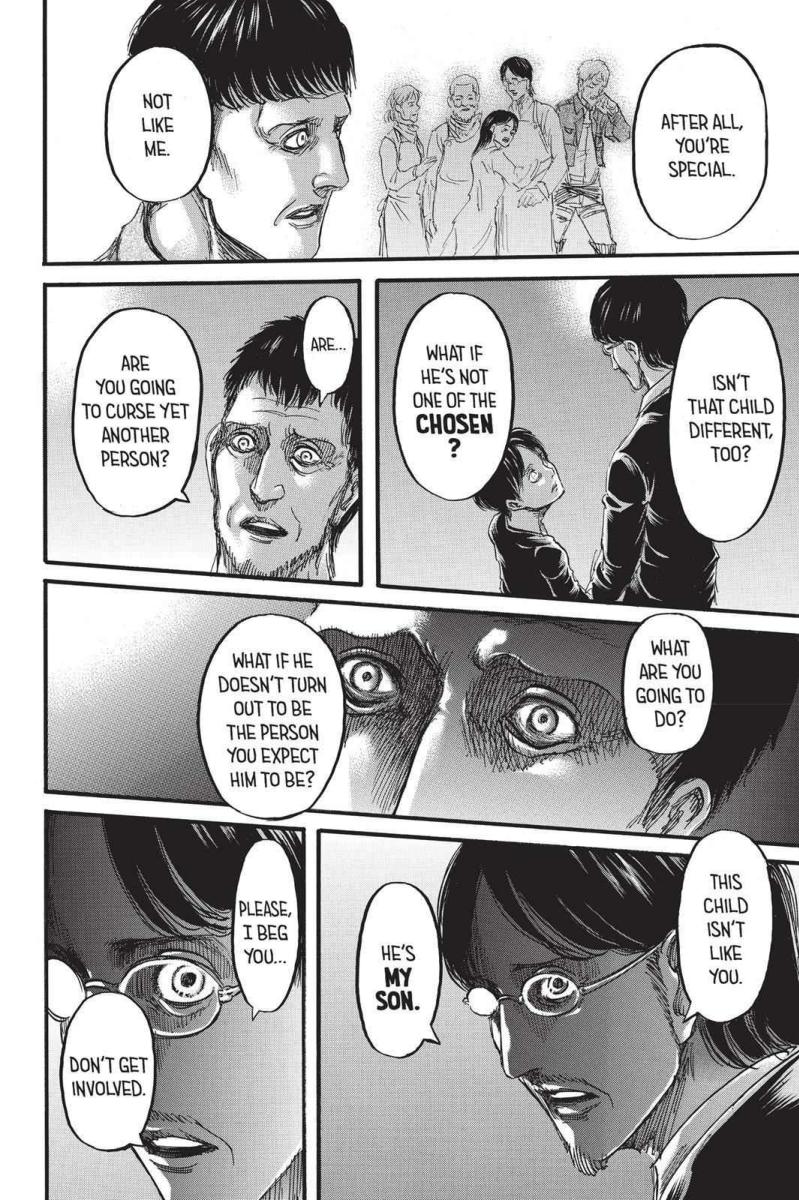 AFTER ALL,
YOU'RE
SPECIAL.
NOT
LIKE
ME.
ISN'T
THAT CHILD
DIFFERENT,
TOO?
WHAT IF
HE'S NOT
ONE OF THE
CHOSEN
?
ARE...
ARE
YOU GOING
TO CURSE YET
ANOTHER
PERSON?
WHAT
ARE YOU
GOING TO
DO?
WHAT IF HE
DOESN'T TURN
OUT TO BE
THE PERSON
YOU EXPECT
HIM TO BE?
THIS
CHILD
ISN'T
LIKE
YOU.
HE'S
MY
SON.
PLEASE,
I BEG
YOU...
DON'T GET
INVOLVED.